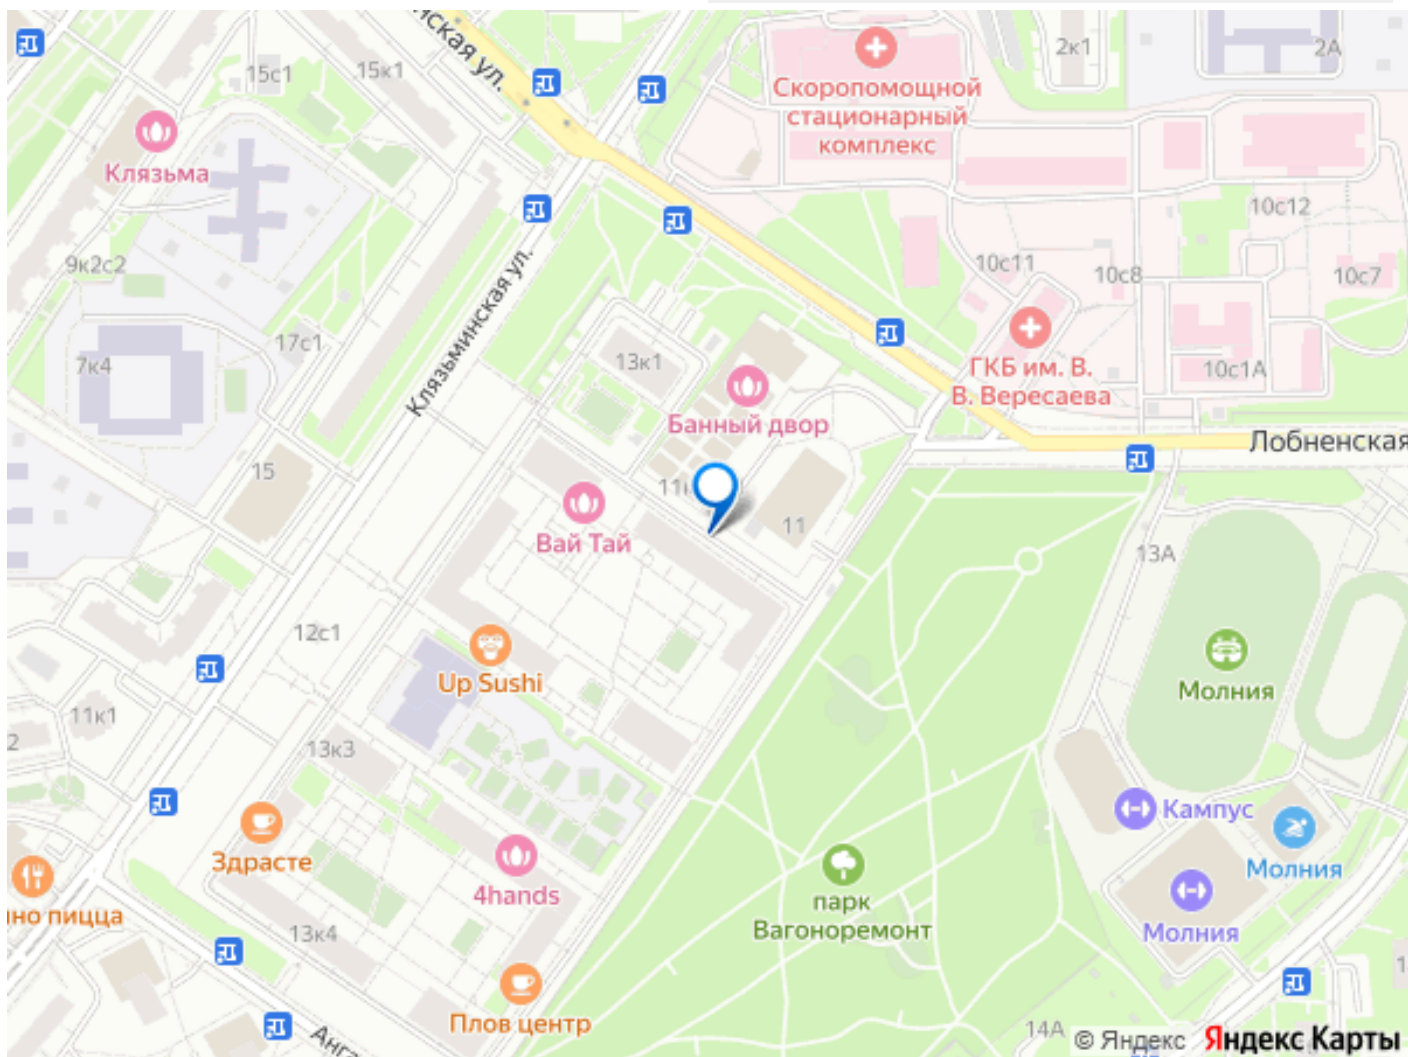 нская ул.
2к1
2А
15с1
15к1
Скоропомощной
стационарный
комплекс
Клязьма
10с12
9к2с2
Клязьминская ул.
10с11
10с8
10с7
17с1
7к4
13к1
ГКБ им. В.
В. Вересаева
10с1А
Банный двор
Лобненская
15
11
Вай Тай
13А
12с1
Up Sushi
Молния
11к1
2
13к3
Кампус
Здрасте
Молния
4hands
но пицца
парк
Вагоноремонт
Молния
13к4
Плов центр
Анга
14А
© Яндекс Яндекс Карты